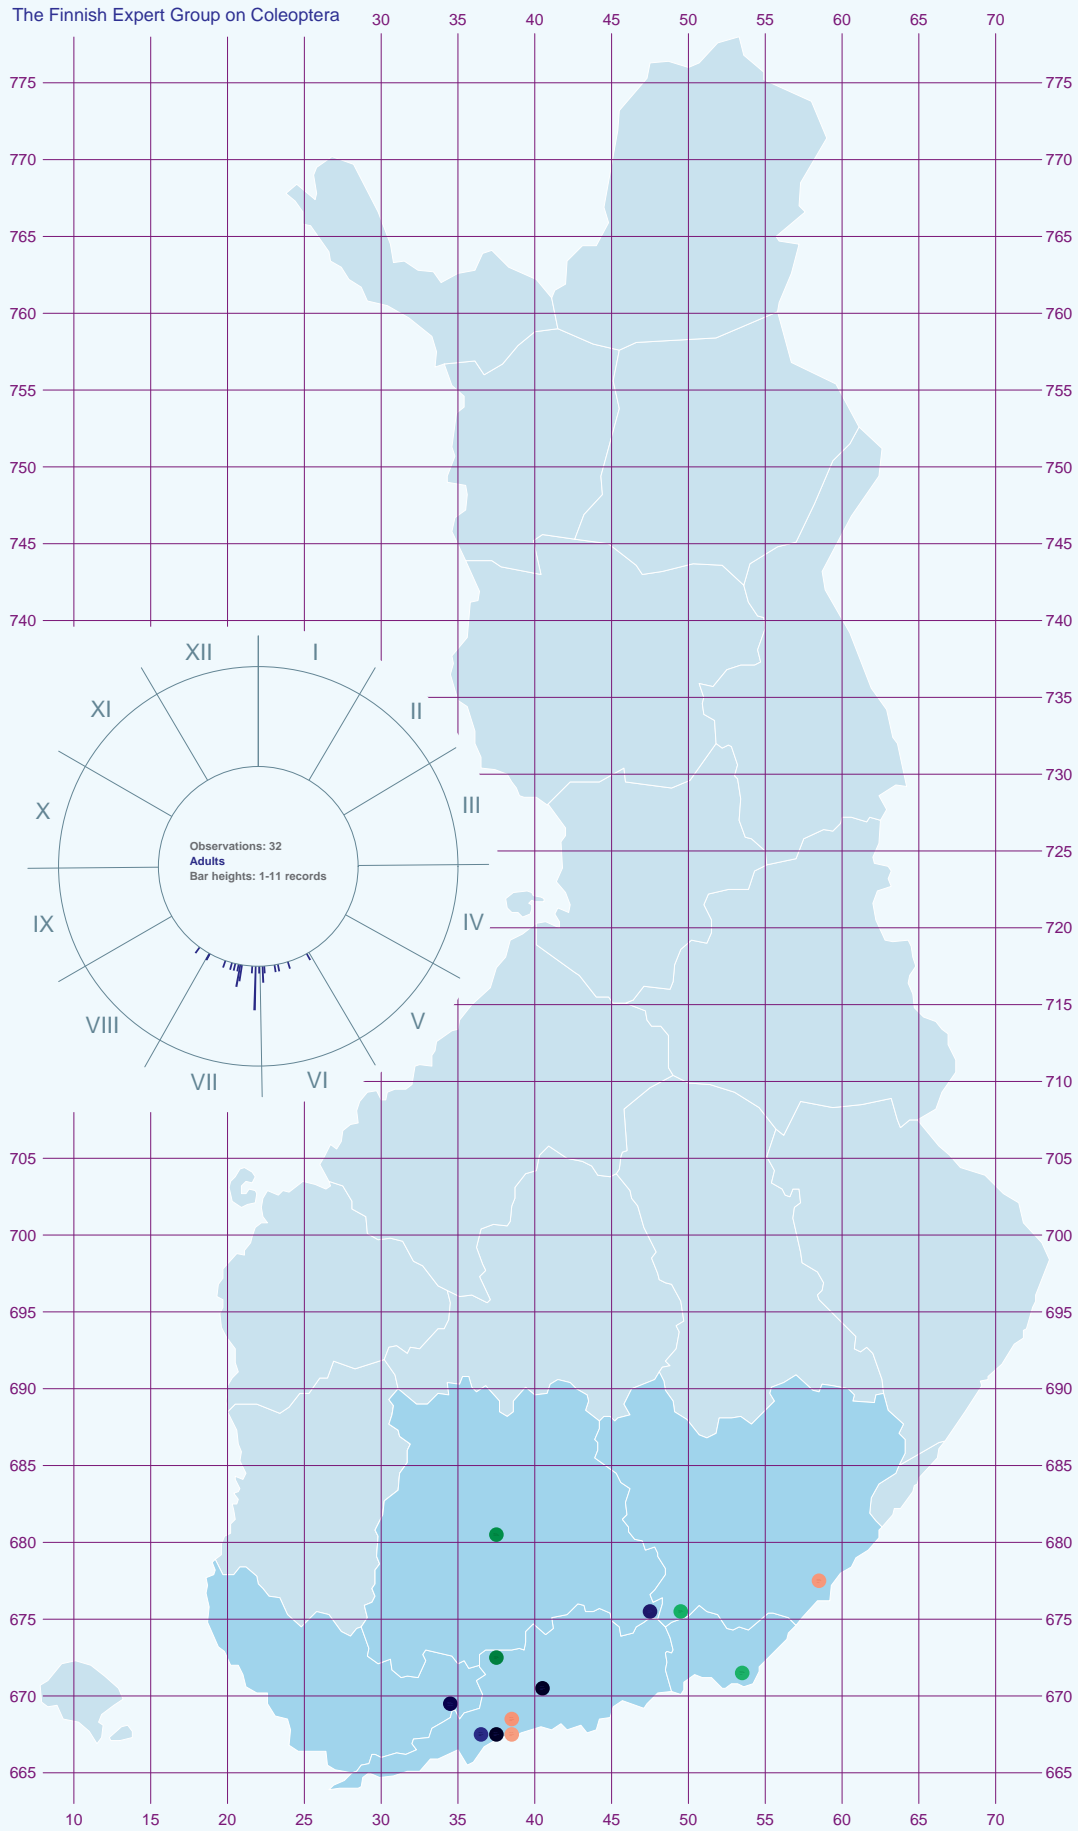 The Finnish Expert Group on Coleoptera
30 35 40 45 50 55 60 65 70
775 775
770 770
765 765
760 760
755 755
750 750
745 745
740 740
XII I
XI II
735
730
X III
Observations: 32
Adults
Bar heights: 1-11 records
725
IX IV
720
VIII V
715
VII VI
710
705 705
700 700
695 695
690 690
685 685
680 680
675 675
670 670
665 665
10 15 20 25 30 35 40 45 50 55 60 65 70